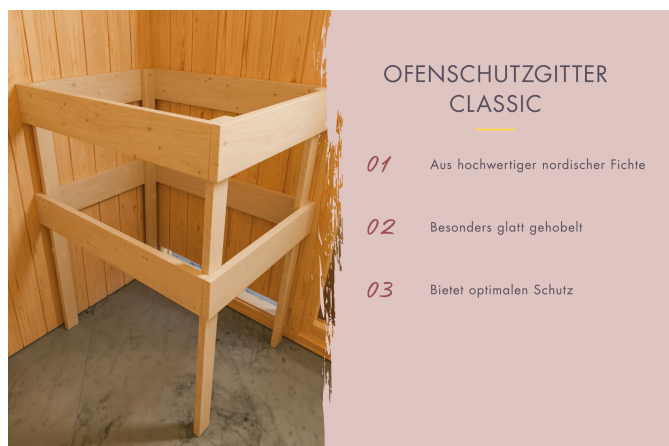 OFENSCHUTZGITTER
CLASSIC
01 Aus hochwertiger nordischer Fichte
02 Besonders glatt gehobelt
03 Bietet optimalen Schutz